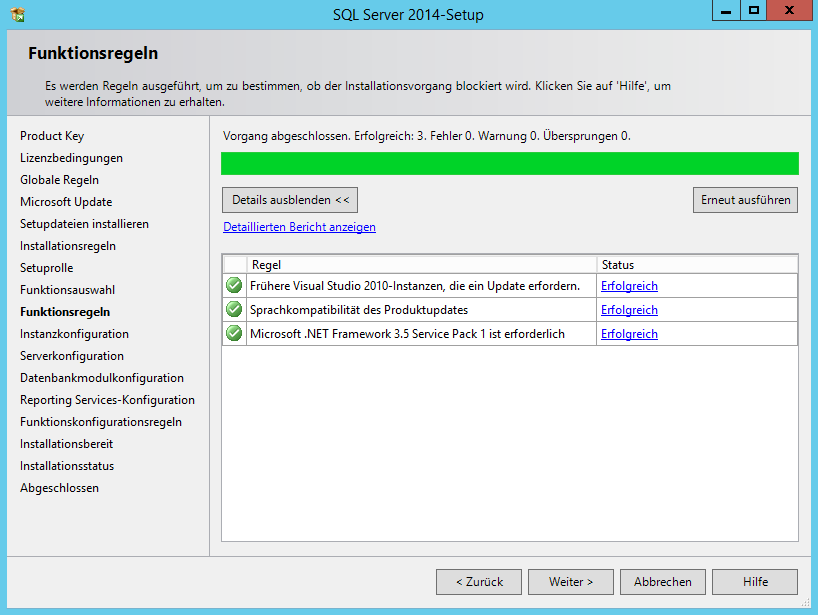 SQL Server 2014-Setup
Funktionsregeln
Es werden Regeln ausgeführt, um zu bestimmen, ob der Installationsvorgang blockiert wird. Klicken Sie auf 'Hilfe', um
weitere Informationen zu erhalten.
Product Key
Lizenzbedingungen
Globale Regeln
Microsoft Update
Setupdateien installieren
Installationsregeln
Setuprolle
Funktionsauswahl
Funktionsregeln
Instanzkonfiguration
Serverkonfiguration
Datenbankmodulkonfiguration
Reporting Services-Konfiguration
Funktionskonfigurationsregeln
Installationsbereit
Installationsstatus
Abgeschlossen
Vorgang abgeschlossen. Erfolgreich: 3. Fehler 0. Warnung 0. Übersprungen 0.
Details ausblenden << Erneut ausführen
Detaillierten Bericht anzeigen
Regel Status
Frühere Visual Studio 2010-Instanzen, die ein Update erfordern. Erfolgreich
Sprachkompatibilität des Produktupdates Erfolgreich
Microsoft .NET Framework 3.5 Service Pack 1 ist erforderlich Erfolgreich
< Zurück Weiter > Abbrechen Hilfe